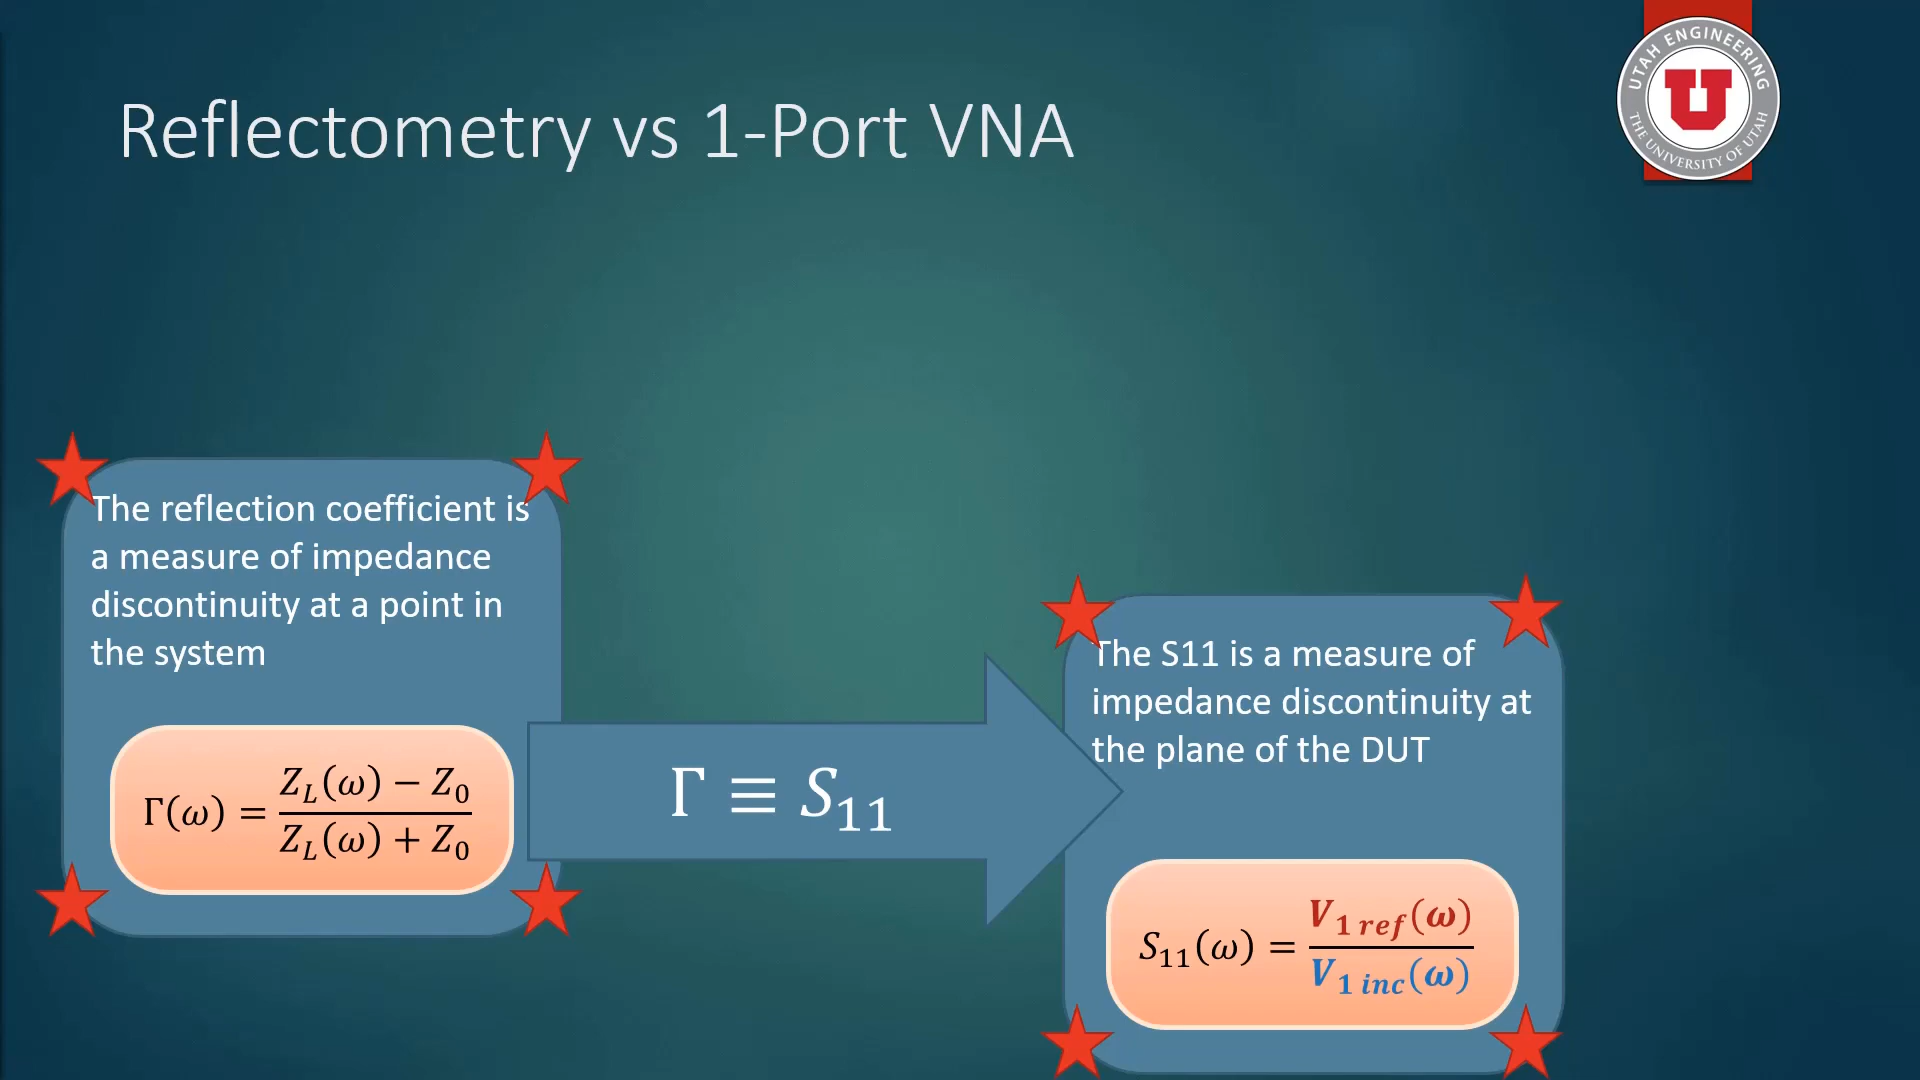 Reflectometry vs 1-Port VNA
UTAH ENGINEERING
U
THE UNIVERSITY OF UTAH
The reflection coefficient is
a measure of impedance
discontinuity at a point in
the system
Γ(ω) = (Z_L(ω) − Z_0) / (Z_L(ω) + Z_0)
Γ ≡ S_11
The S11 is a measure of
impedance discontinuity at
the plane of the DUT
S_11(ω) = V_1 ref(ω) / V_1 inc(ω)